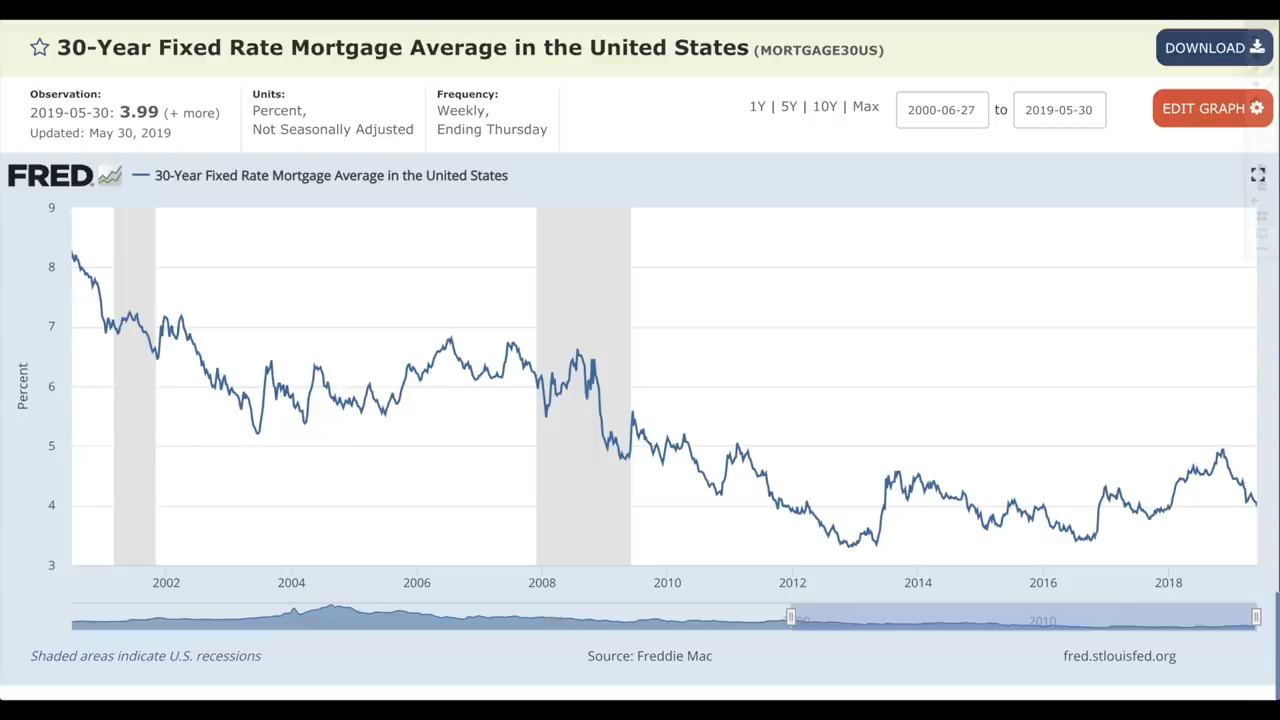 30-Year Fixed Rate Mortgage Average in the United States (MORTGAGE30US)
DOWNLOAD
Observation:
2019-05-30: 3.99 (+ more)
Updated: May 30, 2019
Units:
Percent,
Not Seasonally Adjusted
Frequency:
Weekly,
Ending Thursday
1Y | 5Y | 10Y | Max
2000-06-27 to 2019-05-30
EDIT GRAPH
FRED
30-Year Fixed Rate Mortgage Average in the United States
9
8
7
6
5
4
3
Percent
2002 2004 2006 2008 2010 2012 2014 2016 2018
2010
Shaded areas indicate U.S. recessions
Source: Freddie Mac
fred.stlouisfed.org